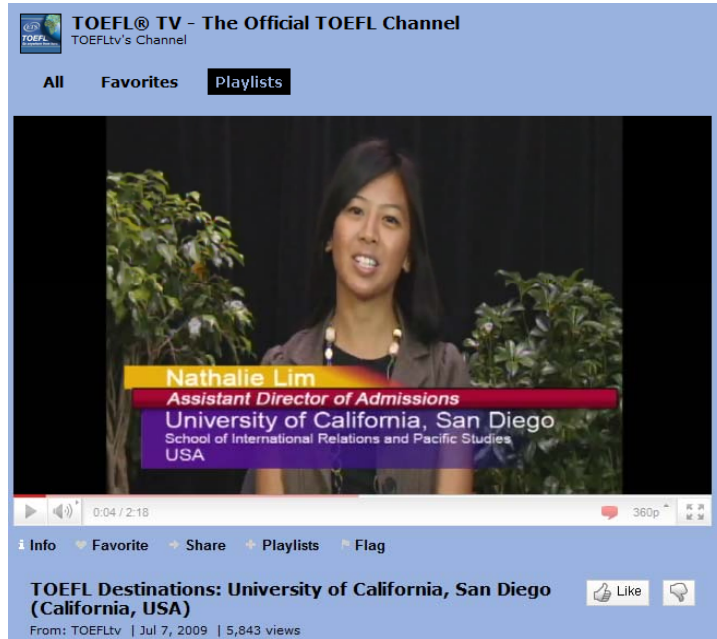 TOEFL® TV - The Official TOEFL Channel
TOEFLtv's Channel
All Favorites Playlists
Nathalie Lim
Assistant Director of Admissions
University of California, San Diego
School of International Relations and Pacific Studies
USA
0:04 / 2:18 360p
Info Favorite Share Playlists Flag
TOEFL Destinations: University of California, San Diego
(California, USA)
Like
From: TOEFLtv | Jul 7, 2009 | 5,843 views